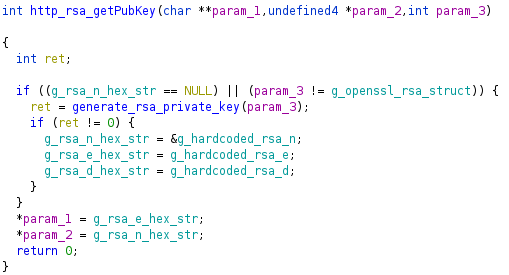 int http_rsa_getPubKey(char **param_1,undefined4 *param_2,int param_3)
{
int ret;
if ((g_rsa_n_hex_str == NULL) || (param_3 != g_openssl_rsa_struct)) {
ret = generate_rsa_private_key(param_3);
if (ret != 0) {
g_rsa_n_hex_str = &g_hardcoded_rsa_n;
g_rsa_e_hex_str = g_hardcoded_rsa_e;
g_rsa_d_hex_str = g_hardcoded_rsa_d;
}
}
*param_1 = g_rsa_e_hex_str;
*param_2 = g_rsa_n_hex_str;
return 0;
}